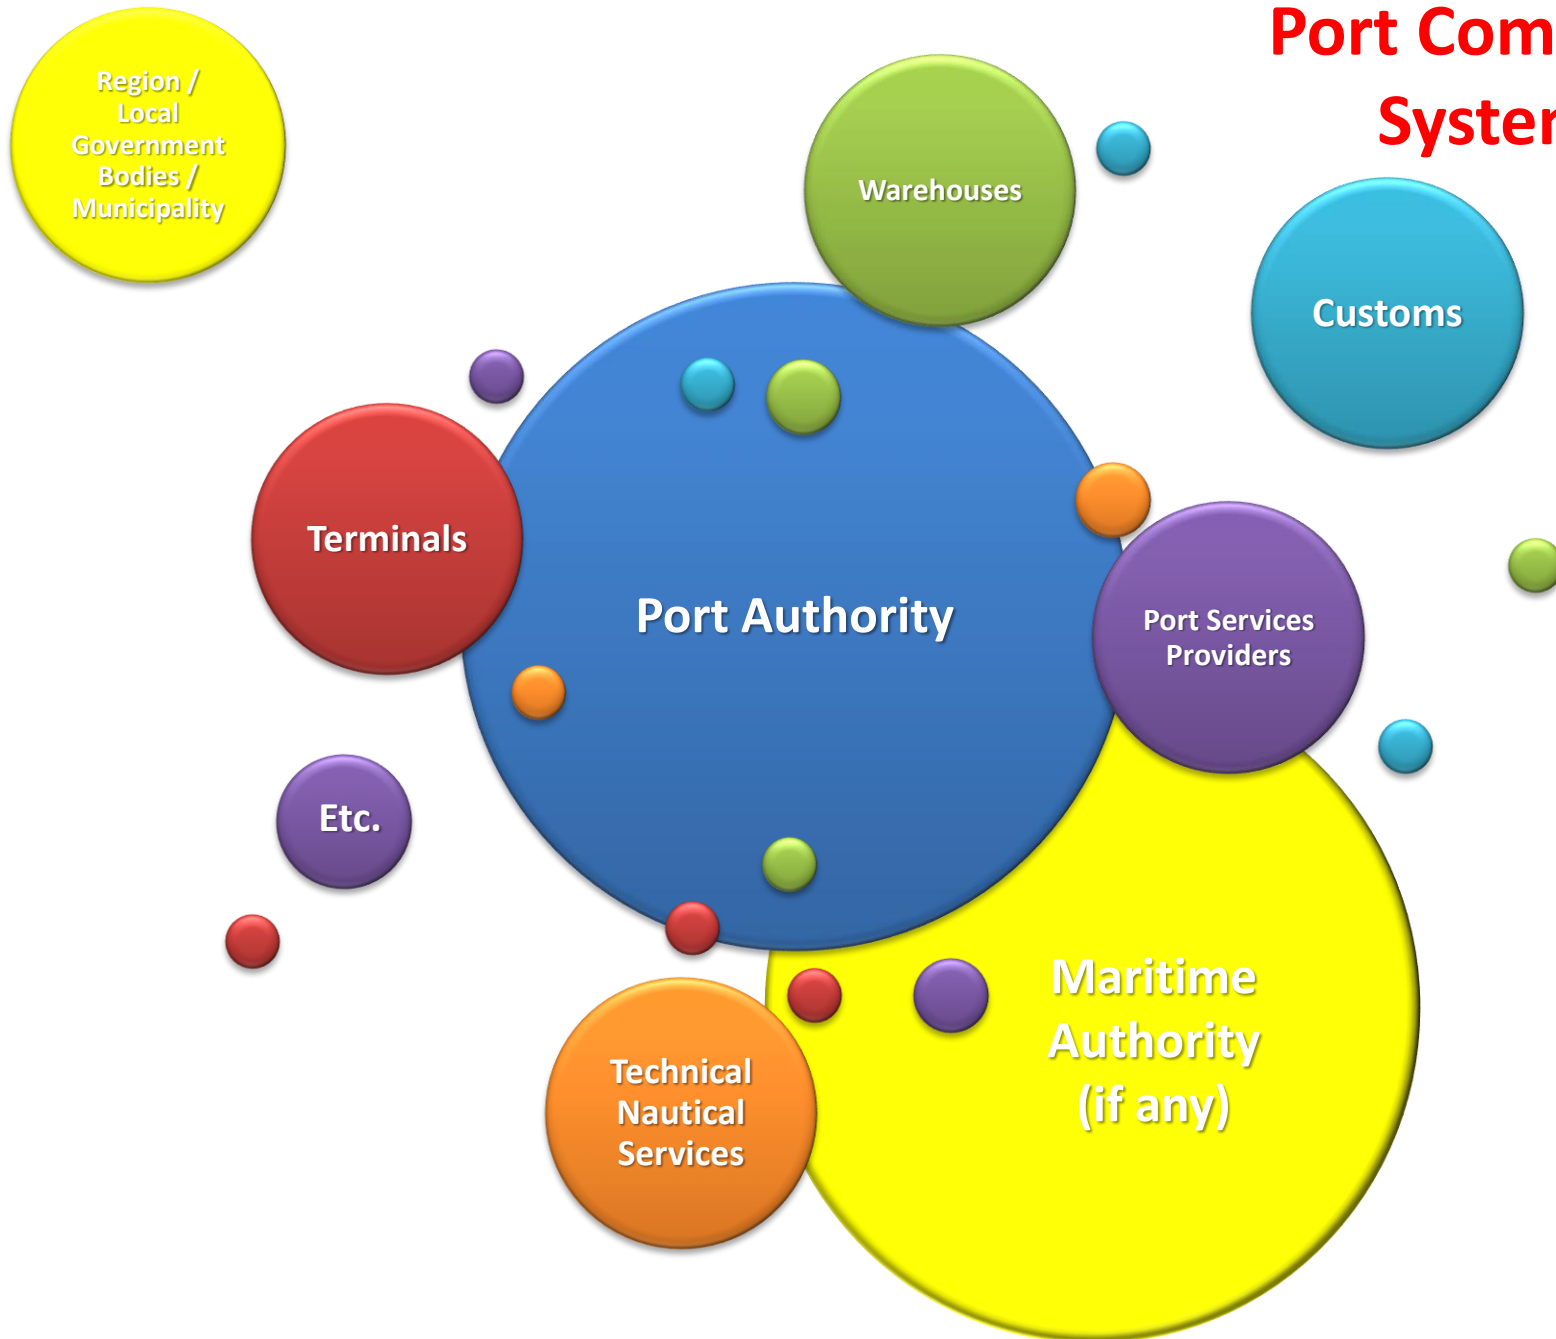 Port Com
System
Region /
Local
Government
Bodies /
Municipality
Warehouses
Customs
Terminals
Port Authority
Port Services
Providers
Etc.
Maritime
Authority
(if any)
Technical
Nautical
Services